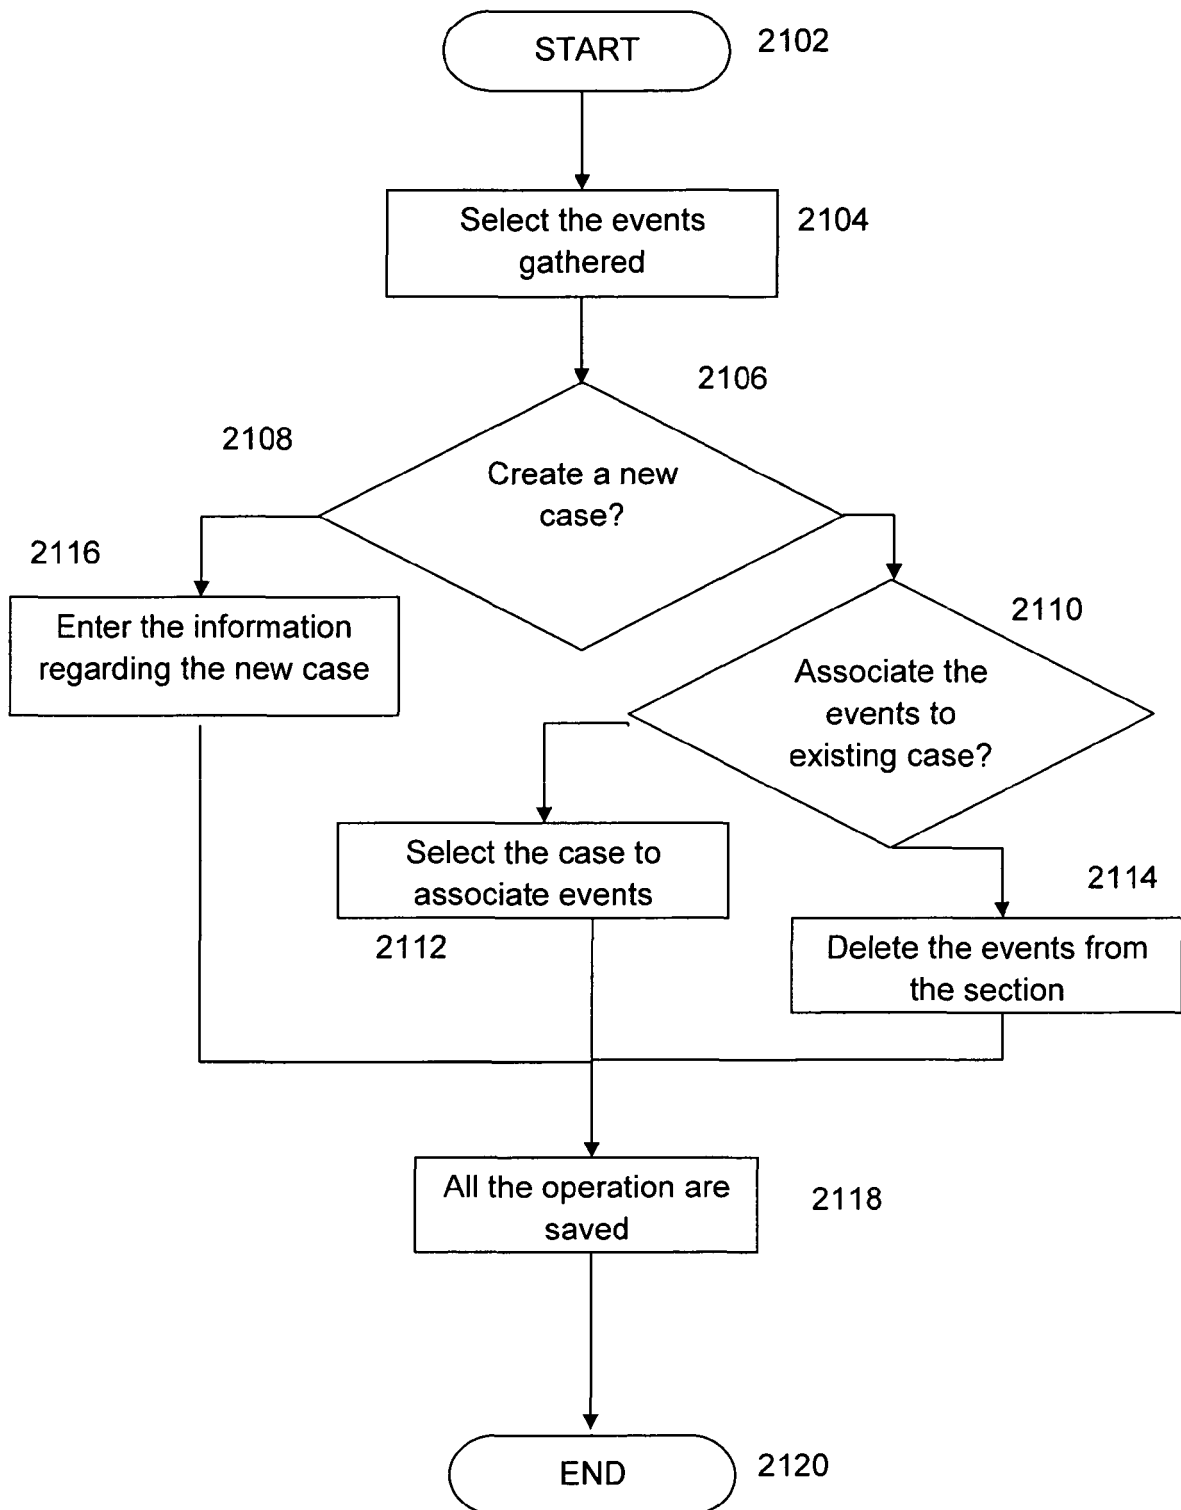 START
2102
Select the events
gathered
2104
2106
2108
Create a new
case?
2116
Enter the information
regarding the new case
2110
Associate the
events to
existing case?
Select the case to
associate events
2112
2114
Delete the events from
the section
All the operation are
saved
2118
END
2120